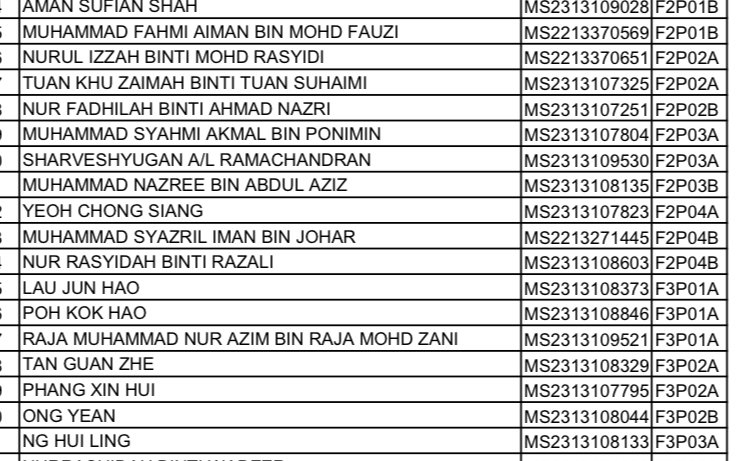 AMAN SUFIAN SHAH MS2313109028 F2P01B
MUHAMMAD FAHMI AIMAN BIN MOHD FAUZI MS2213370569 F2P01B
NURUL IZZAH BINTI MOHD RASYIDI MS2213370651 F2P02A
TUAN KHU ZAIMAH BINTI TUAN SUHAIMI MS2313107325 F2P02A
NUR FADHILAH BINTI AHMAD NAZRI MS2313107251 F2P02B
MUHAMMAD SYAHMI AKMAL BIN PONIMIN MS2313107804 F2P03A
SHARVESHYUGAN A/L RAMACHANDRAN MS2313109530 F2P03A
MUHAMMAD NAZREE BIN ABDUL AZIZ MS2313108135 F2P03B
YEOH CHONG SIANG MS2313107823 F2P04A
MUHAMMAD SYAZRIL IMAN BIN JOHAR MS2213271445 F2P04B
NUR RASYIDAH BINTI RAZALI MS2313108603 F2P04B
LAU JUN HAO MS2313108373 F3P01A
POH KOK HAO MS2313108846 F3P01A
RAJA MUHAMMAD NUR AZIM BIN RAJA MOHD ZANI MS2313109521 F3P01A
TAN GUAN ZHE MS2313108329 F3P02A
PHANG XIN HUI MS2313107795 F3P02A
ONG YEAN MS2313108044 F3P02B
NG HUI LING MS2313108133 F3P03A